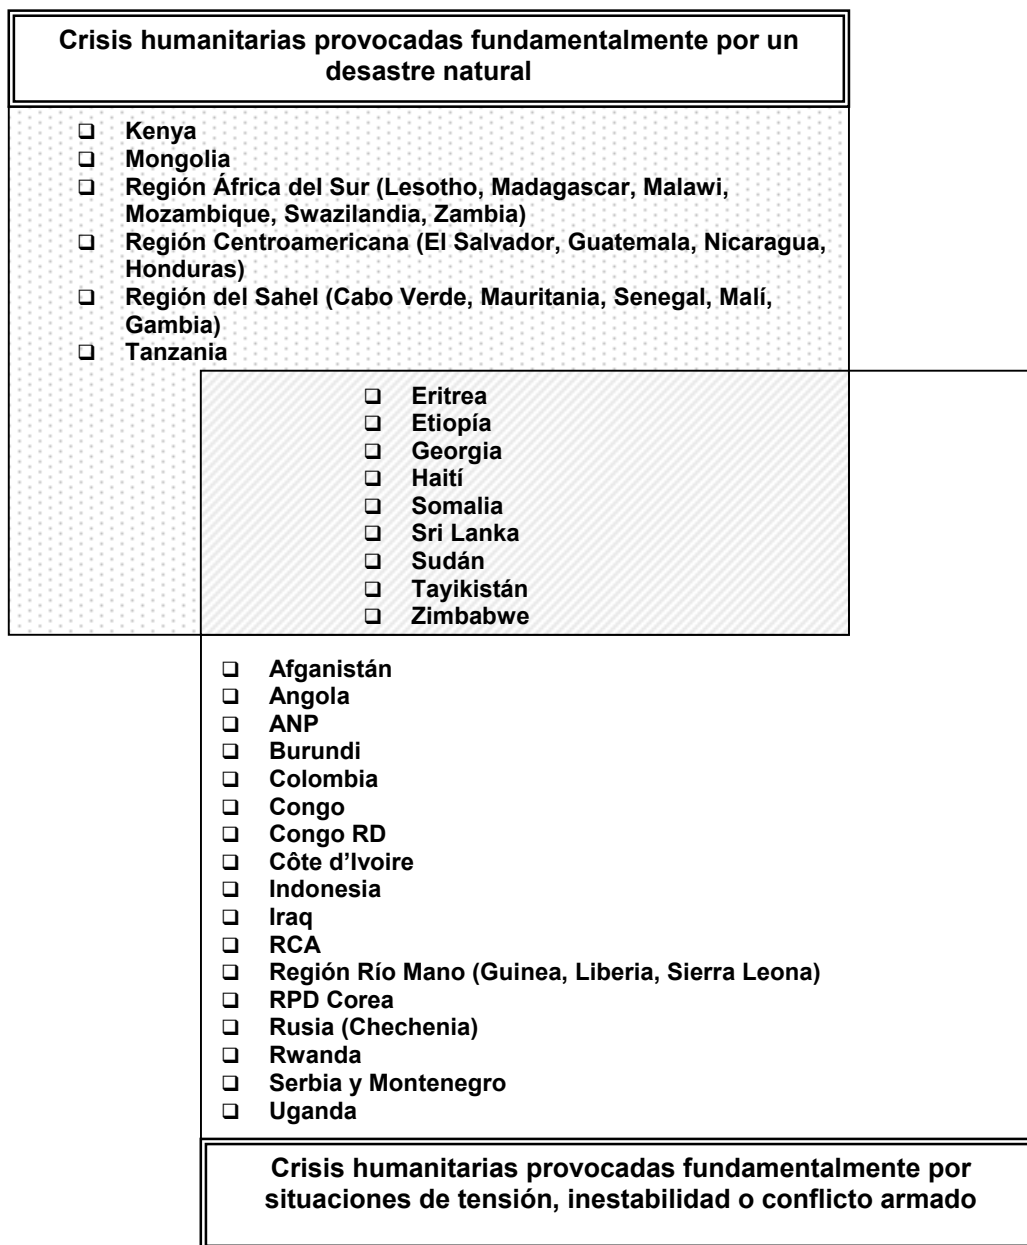 Crisis humanitarias provocadas fundamentalmente por un
desastre natural
❑ Kenya
❑ Mongolia
❑ Región África del Sur (Lesotho, Madagascar, Malawi,
Mozambique, Swazilandia, Zambia)
❑ Región Centroamericana (El Salvador, Guatemala, Nicaragua,
Honduras)
❑ Región del Sahel (Cabo Verde, Mauritania, Senegal, Malí,
Gambia)
❑ Tanzania
❑ Eritrea
❑ Etiopía
❑ Georgia
❑ Haití
❑ Somalia
❑ Sri Lanka
❑ Sudán
❑ Tayikistán
❑ Zimbabwe
❑ Afganistán
❑ Angola
❑ ANP
❑ Burundi
❑ Colombia
❑ Congo
❑ Congo RD
❑ Côte d’Ivoire
❑ Indonesia
❑ Iraq
❑ RCA
❑ Región Río Mano (Guinea, Liberia, Sierra Leona)
❑ RPD Corea
❑ Rusia (Chechenia)
❑ Rwanda
❑ Serbia y Montenegro
❑ Uganda
Crisis humanitarias provocadas fundamentalmente por
situaciones de tensión, inestabilidad o conflicto armado